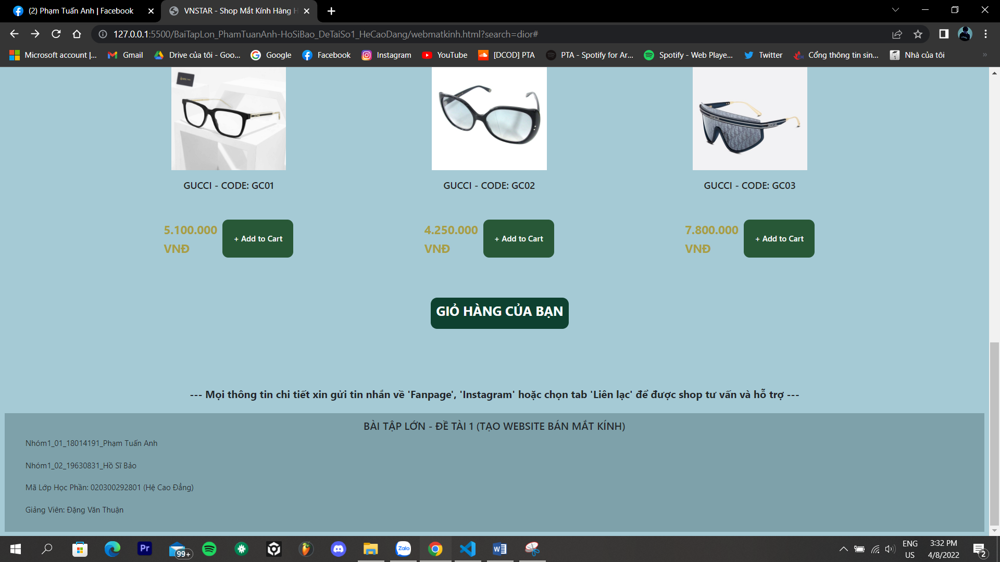 (2) Phạm Tuấn Anh | Facebook
VNSTAR - Shop Mắt Kính Hàng H
127.0.0.1:5500/BaiTapLon_PhamTuanAnh-HoSiBao_DeTaiSo1_HeCaoDang/webmatkinh.html?search=dior#
Microsoft account |... Gmail Drive của tôi - Goo... Google Facebook Instagram YouTube [DCOD] PTA PTA - Spotify for Ar... Spotify - Web Playe... Twitter Cổng thông tin sin... Nhà của tôi »
GUCCI - CODE: GC01
GUCCI - CODE: GC02
GUCCI - CODE: GC03
5.100.000
VNĐ
+ Add to Cart
4.250.000
VNĐ
+ Add to Cart
7.800.000
VNĐ
+ Add to Cart
GIỎ HÀNG CỦA BẠN
--- Mọi thông tin chi tiết xin gửi tin nhắn về 'Fanpage', 'Instagram' hoặc chọn tab 'Liên lạc' để được shop tư vấn và hỗ trợ ---
BÀI TẬP LỚN - ĐỀ TÀI 1 (TẠO WEBSITE BÁN MẮT KÍNH)
Nhóm1_01_18014191_Phạm Tuấn Anh
Nhóm1_02_19630831_Hồ Sĩ Bảo
Mã Lớp Học Phần: 020300292801 (Hệ Cao Đẳng)
Giảng Viên: Đặng Văn Thuận
Pr
99+
Zalo
ENG
US
3:32 PM
4/8/2022
2